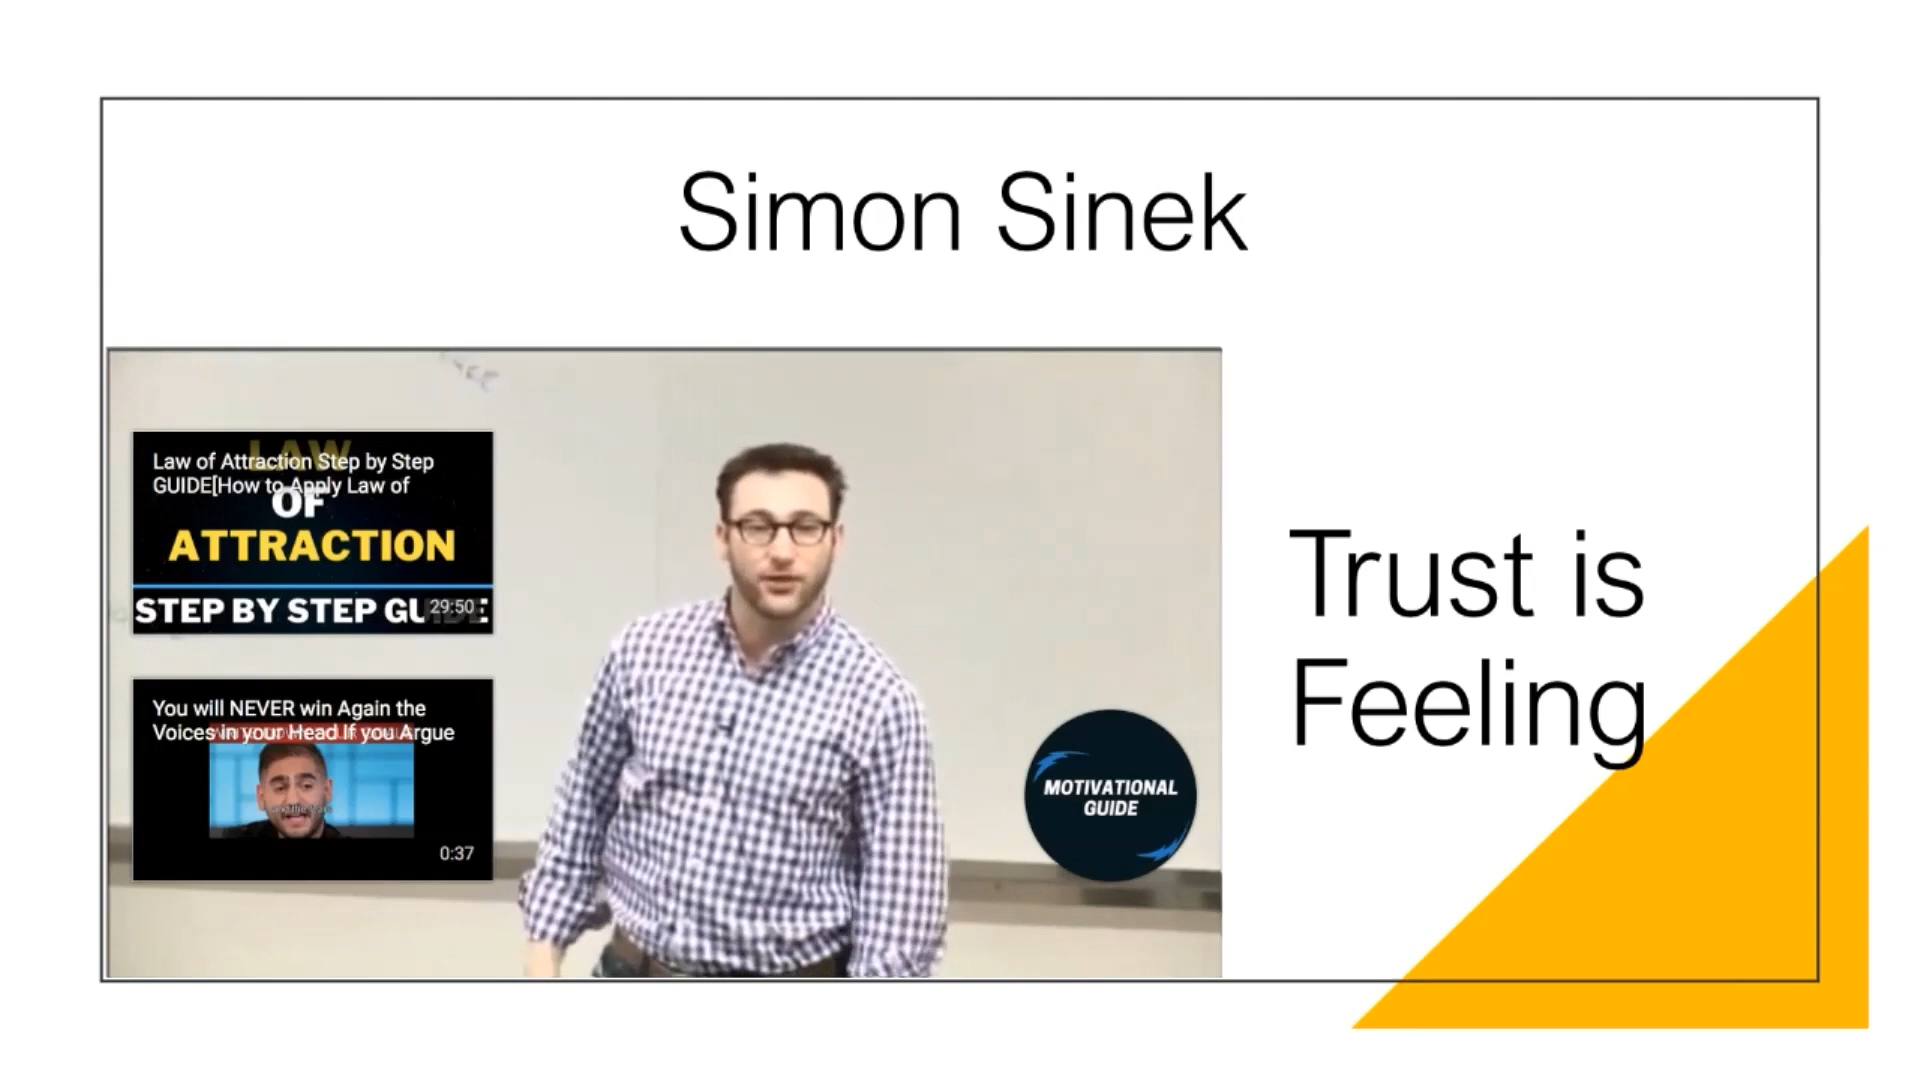 Simon Sinek
Law of Attraction Step by Step
GUIDE[How to Apply Law of
LAW
OF
ATTRACTION
STEP BY STEP GU
29:50
You will NEVER win Again the
Voices in your Head If you Argue
0:37
MOTIVATIONAL
GUIDE
Trust is
Feeling